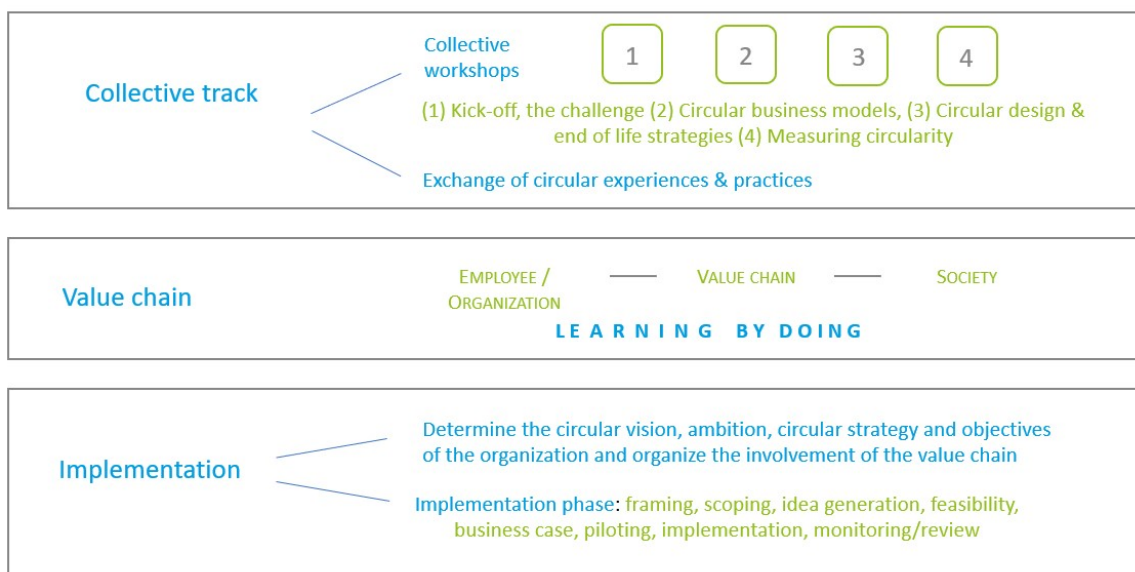 Collective track
Collective
workshops
1 2 3 4
(1) Kick-off, the challenge (2) Circular business models, (3) Circular design &
end of life strategies (4) Measuring circularity
Exchange of circular experiences & practices
Value chain
EMPLOYEE /
ORGANIZATION
VALUE CHAIN
SOCIETY
LEARNING BY DOING
Implementation
Determine the circular vision, ambition, circular strategy and objectives
of the organization and organize the involvement of the value chain
Implementation phase: framing, scoping, idea generation, feasibility,
business case, piloting, implementation, monitoring/review